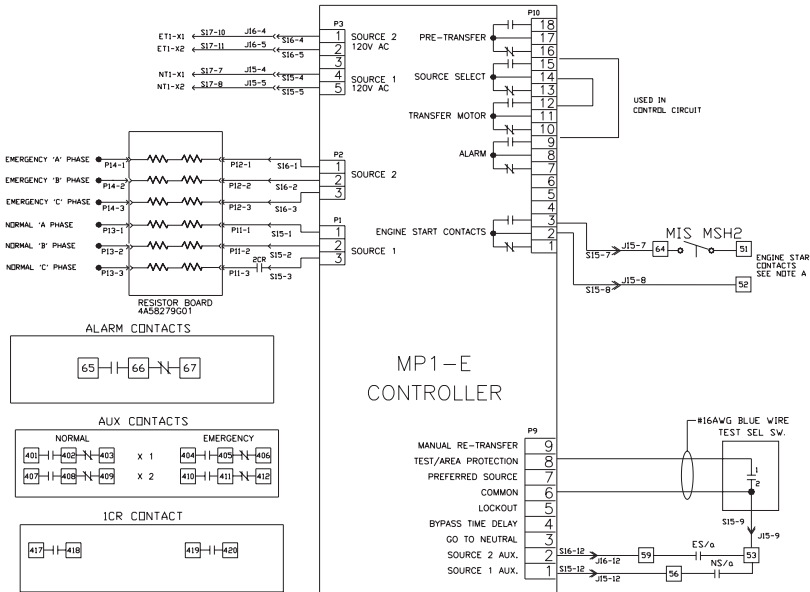 P3
ET1-X1 S17-10 J16-4 S16-4 1 SOURCE 2
ET1-X2 S17-11 J16-5 S16-5 2 120V AC
3
NT1-X1 S17-7 J15-4 S15-4 4 SOURCE 1
NT1-X2 S17-8 J15-5 S15-5 5 120V AC
P2
EMERGENCY 'A' PHASE P14-1 P12-1 S16-1 1
EMERGENCY 'B' PHASE P14-2 P12-2 S16-2 2 SOURCE 2
EMERGENCY 'C' PHASE P14-3 P12-3 S16-3 3
P1
NORMAL 'A PHASE P13-1 P11-1 S15-1 1
NORMAL 'B' PHASE P13-2 P11-2 S15-2 2 SOURCE 1
NORMAL 'C' PHASE P13-3 P11-3 2CR S15-3 3
RESISTOR BOARD
4A58279G01
ALARM CONTACTS
65 66 67
AUX CONTACTS
NORMAL EMERGENCY
401 402 403 X 1 404 405 406
407 408 409 X 2 410 411 412
1CR CONTACT
417 418 419 420
MP1-E
CONTROLLER
P10
18
PRE-TRANSFER 17
16
15
SOURCE SELECT 14
13
12
TRANSFER MOTOR 11
10
9
ALARM 8
7
6
5
4
3
ENGINE START CONTACTS 2
1
USED IN
CONTROL CIRCUIT
MIS MSH2
S15-7 J15-7 64 51
S15-8 J15-8 52
ENGINE STAR
CONTACTS
SEE NOTE A
P9
MANUAL RE-TRANSFER 9
TEST/AREA PROTECTION 8
PREFERRED SOURCE 7
COMMON 6
LOCKOUT 5
BYPASS TIME DELAY 4
GO TO NEUTRAL 3
SOURCE 2 AUX. 2 S16-12 J16-12 59 ES/a 53
SOURCE 1 AUX. 1 S15-12 J15-12 56 NS/a
#16AWG BLUE WIRE
TEST SEL SW.
1
2
S15-9 J15-9